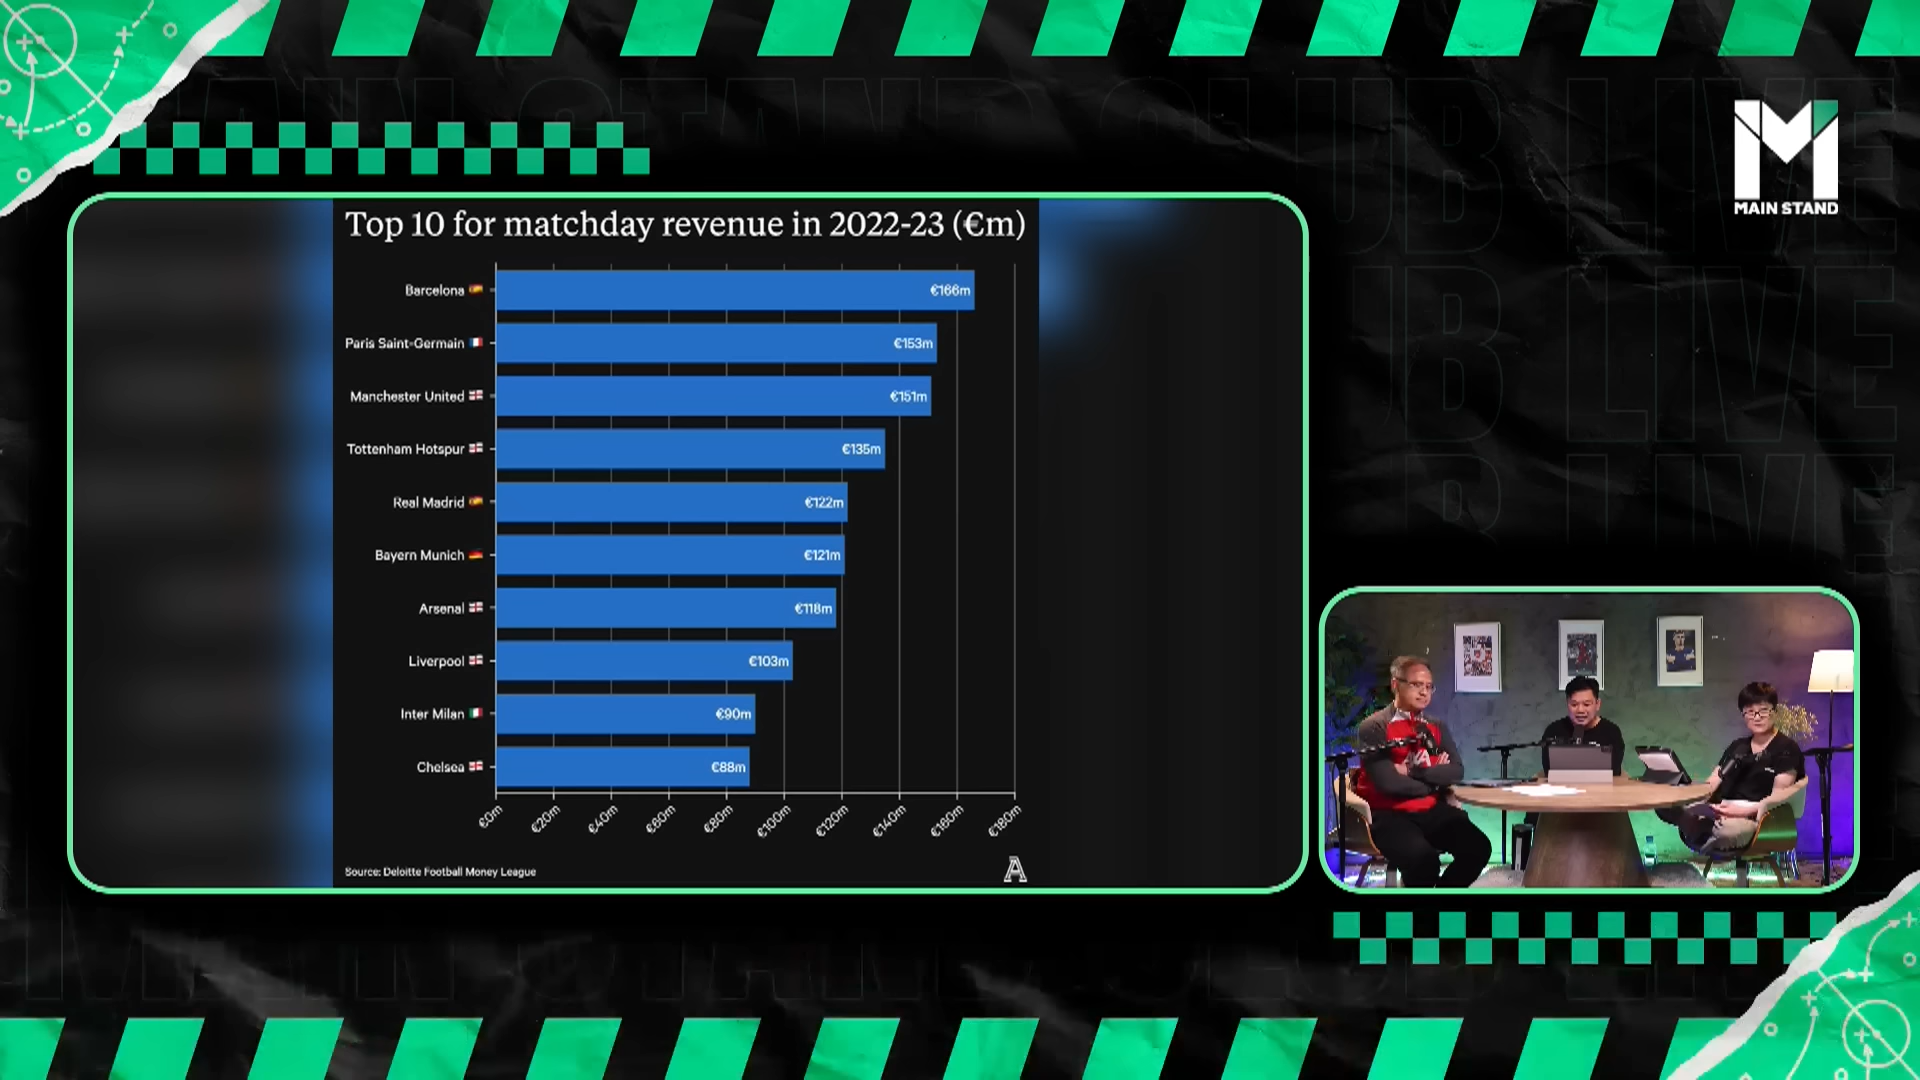 MAIN STAND
Top 10 for matchday revenue in 2022-23 (€m)
Barcelona €166m
Paris Saint-Germain €153m
Manchester United €151m
Tottenham Hotspur €135m
Real Madrid €122m
Bayern Munich €121m
Arsenal €118m
Liverpool €103m
Inter Milan €90m
Chelsea €88m
€0m €20m €40m €60m €80m €100m €120m €140m €160m €180m
Source: Deloitte Football Money League